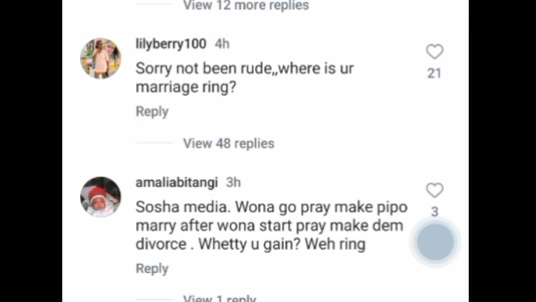 View 12 more replies
lilyberry100 4h
Sorry not been rude,,where is ur
marriage ring?
21
Reply
View 48 replies
amaliabitangi 3h
Sosha media. Wona go pray make pipo
marry after wona start pray make dem
divorce . Whetty u gain? Weh ring
3
Reply
View 1 reply